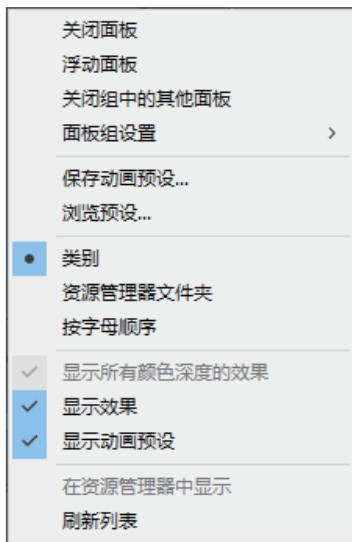 关闭面板
浮动面板
关闭组中的其他面板
面板组设置
保存动画预设...
浏览预设...
类别
资源管理器文件夹
按字母顺序
显示所有颜色深度的效果
显示效果
显示动画预设
在资源管理器中显示
刷新列表